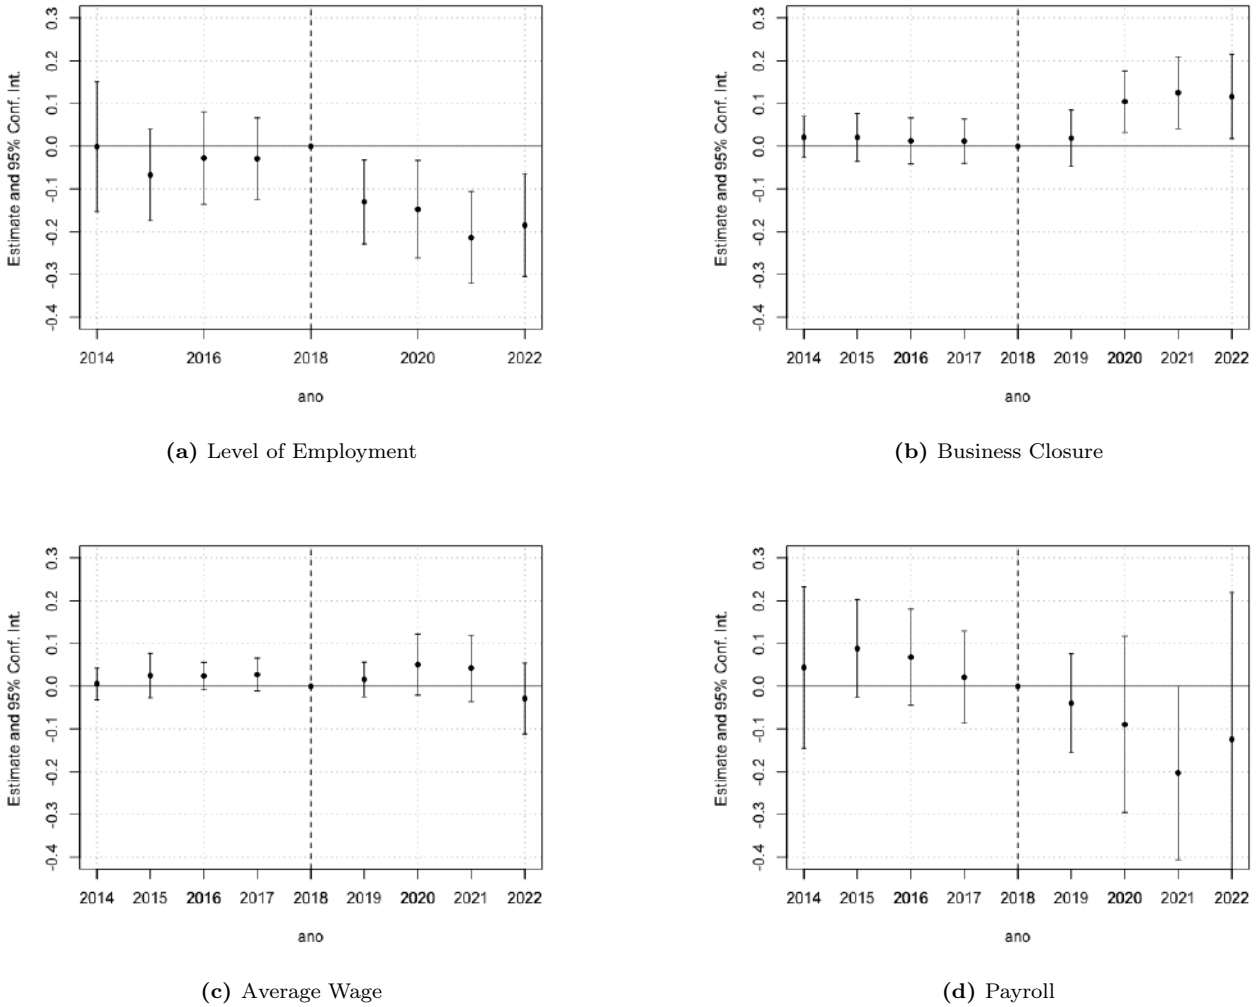 0.3
0.2
0.1
0.0
-0.1
-0.2
-0.3
-0.4
Estimate and 95% Conf. Int.
2014 2016 2018 2020 2022
ano
(a) Level of Employment
0.3
0.2
0.1
0.0
-0.1
-0.2
-0.3
-0.4
Estimate and 95% Conf. Int.
2014 2015 2016 2017 2018 2019 2020 2021 2022
ano
(b) Business Closure
0.3
0.2
0.1
0.0
-0.1
-0.2
-0.3
-0.4
Estimate and 95% Conf. Int.
2014 2015 2016 2017 2018 2019 2020 2021 2022
ano
(c) Average Wage
0.3
0.2
0.1
0.0
-0.1
-0.2
-0.3
-0.4
Estimate and 95% Conf. Int.
2014 2015 2016 2017 2018 2019 2020 2021 2022
ano
(d) Payroll